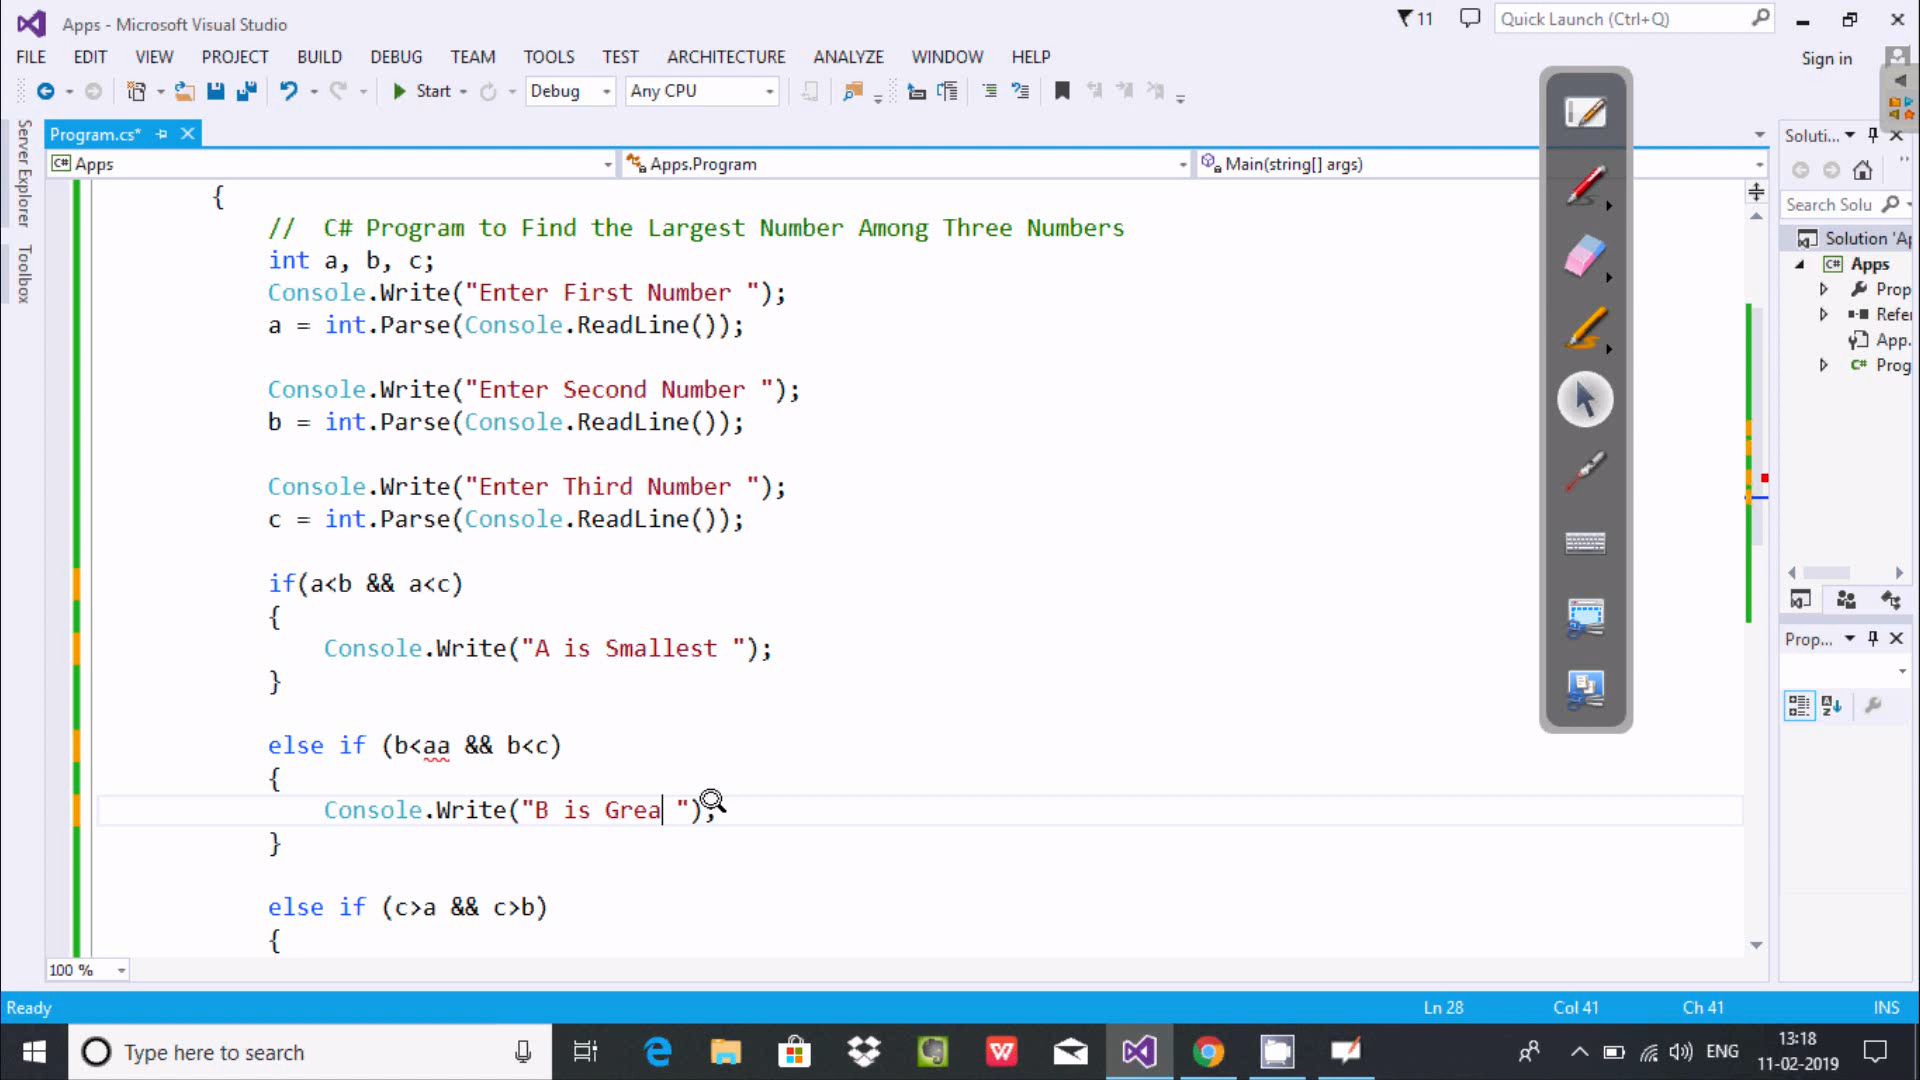 Apps - Microsoft Visual Studio
11
Quick Launch (Ctrl+Q)
FILE EDIT VIEW PROJECT BUILD DEBUG TEAM TOOLS TEST ARCHITECTURE ANALYZE WINDOW HELP
Sign in
Start Debug Any CPU
Server Explorer
Toolbox
Program.cs*
Soluti...
C# Apps
Apps.Program
Main(string[] args)
{
// C# Program to Find the Largest Number Among Three Numbers
int a, b, c;
Console.Write("Enter First Number ");
a = int.Parse(Console.ReadLine());
Console.Write("Enter Second Number ");
b = int.Parse(Console.ReadLine());
Console.Write("Enter Third Number ");
c = int.Parse(Console.ReadLine());
if(a<b && a<c)
{
Console.Write("A is Smallest ");
}
else if (b<aa && b<c)
{
Console.Write("B is Grea ");
}
else if (c>a && c>b)
{
Search Solu
Solution 'Ap
C# Apps
Prop
Refer
App.
C# Prog
Prop...
100 %
Ready
Ln 28
Col 41
Ch 41
INS
Type here to search
ENG
13:18
11-02-2019